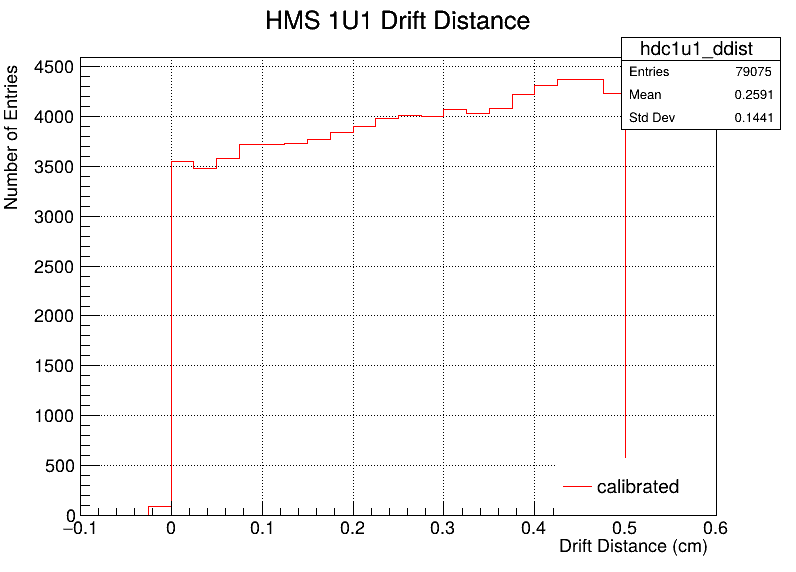 HMS 1U1 Drift Distance
hdc1u1_ddist
Entries 79075
Mean 0.2591
Std Dev 0.1441
Number of Entries
4500
4000
3500
3000
2500
2000
1500
1000
500
0
calibrated
−0.1 0 0.1 0.2 0.3 0.4 0.5 0.6
Drift Distance (cm)